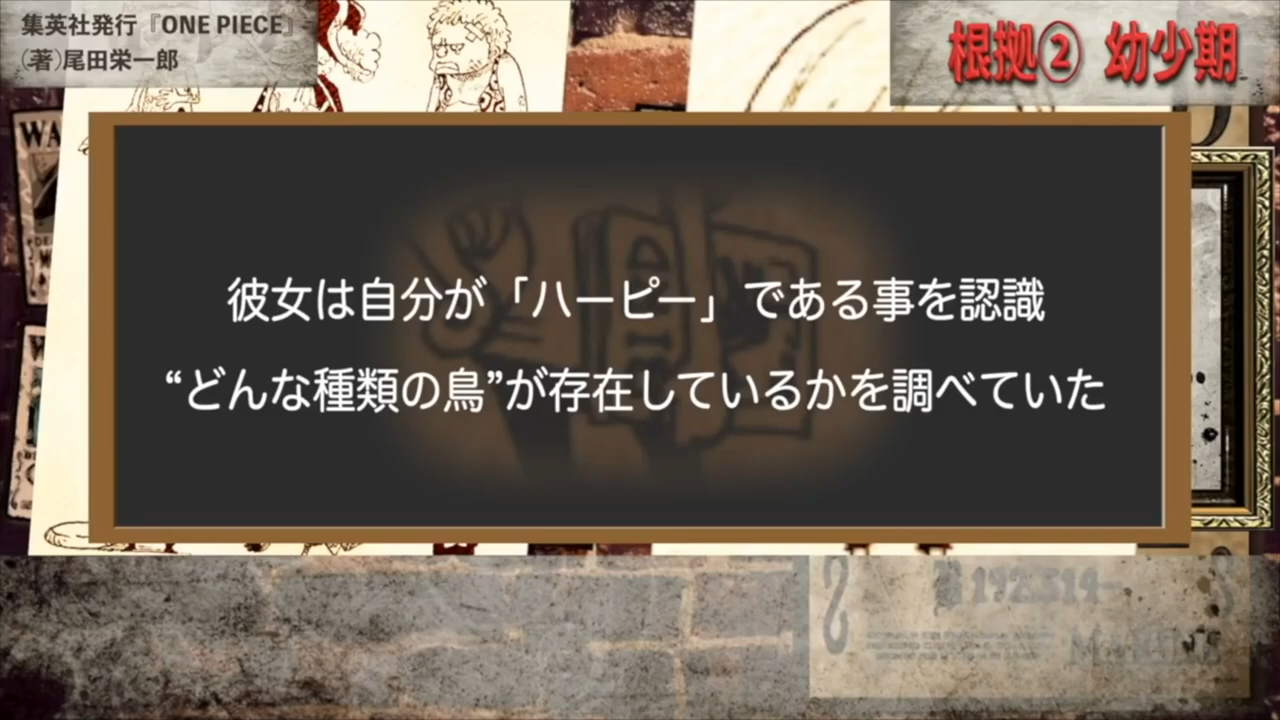 集英社発行『ONE PIECE』
(著)尾田栄一郎
根拠② 幼少期
彼女は自分が「ハーピー」である事を認識
“どんな種類の鳥”が存在しているかを調べていた